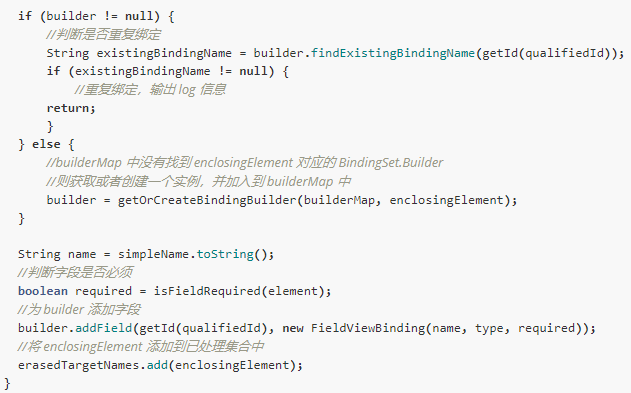 if (builder != null) {
//判断是否重复绑定
String existingBindingName = builder.findExistingBindingName(getId(qualifiedId));
if (existingBindingName != null) {
//重复绑定，输出 log 信息
return;
}
} else {
//builderMap 中没有找到 enclosingElement 对应的 BindingSet.Builder
//则获取或者创建一个实例，并加入到 builderMap 中
builder = getOrCreateBindingBuilder(builderMap, enclosingElement);
}
String name = simpleName.toString();
//判断字段是否必须
boolean required = isFieldRequired(element);
//为 builder 添加字段
builder.addField(getId(qualifiedId), new FieldViewBinding(name, type, required));
//将 enclosingElement 添加到已处理集合中
erasedTargetNames.add(enclosingElement);
}